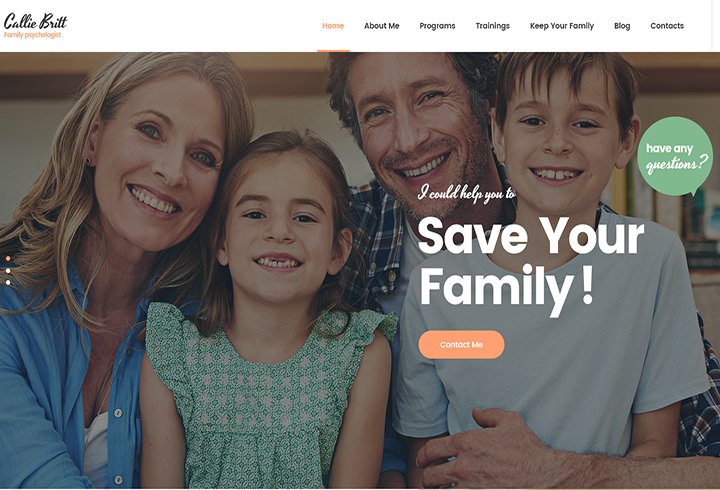 Callie Britt
Family psychologist
Home About Me Programs Trainings Keep Your Family Blog Contacts
have any
questions?
I could help you to
Save Your
Family!
Contact Me